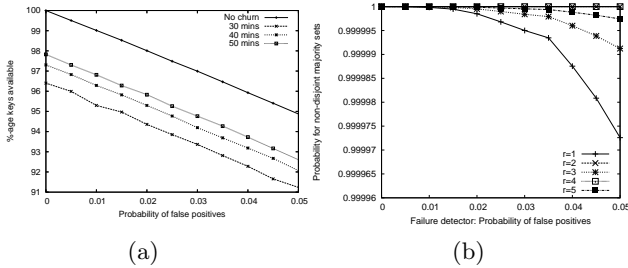 100
99
98
97
96
95
94
93
92
91
%-age keys available
No churn
30 mins
40 mins
50 mins
0 0.01 0.02 0.03 0.04 0.05
Probability of false positives
(a)
1
0.999995
0.99999
0.999985
0.99998
0.999975
0.99997
0.999965
0.99996
Probability for non-disjoint majority sets
r=1
r=2
r=3
r=4
r=5
0 0.01 0.02 0.03 0.04 0.05
Failure detector: Probability of false positives
(b)